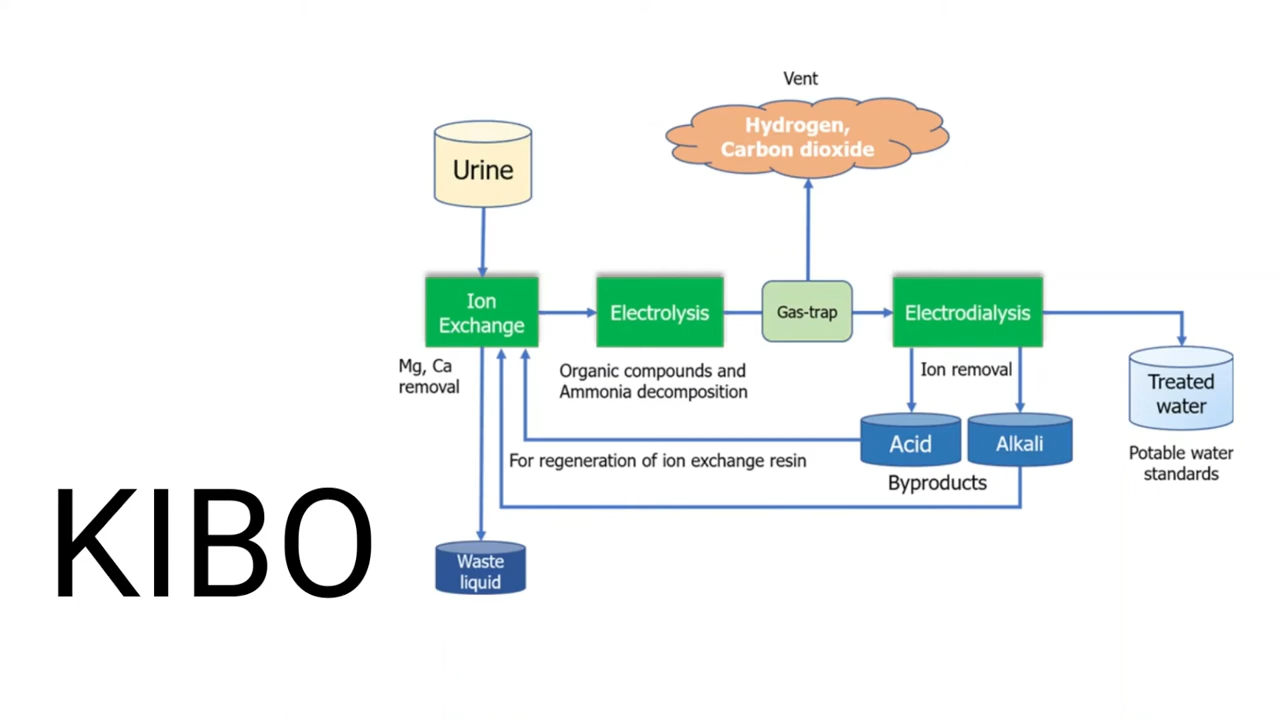 Vent
Hydrogen,
Carbon dioxide
Urine
Ion
Exchange
Electrolysis
Gas-trap
Electrodialysis
Mg, Ca
removal
Organic compounds and
Ammonia decomposition
Ion removal
Treated
water
Acid
Alkali
For regeneration of ion exchange resin
Byproducts
Potable water
standards
KIBO
Waste
liquid